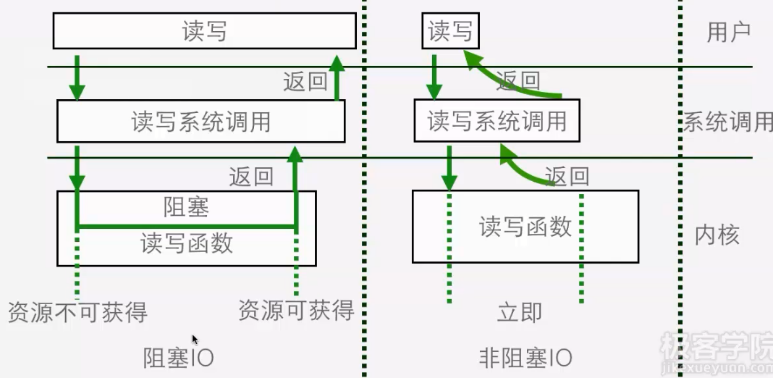 读写
读写
用户
返回
返回
读写系统调用
读写系统调用
系统调用
返回
返回
阻塞
读写函数
读写函数
内核
资源不可获得
资源可获得
立即
阻塞IO
非阻塞IO
极客学院
jikexueyuan.com